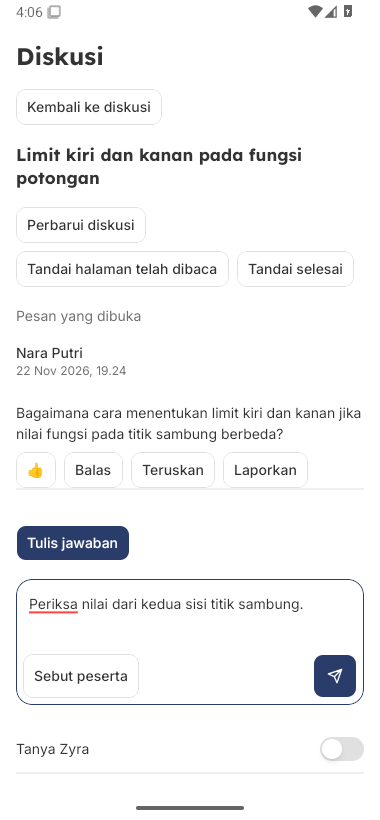 4:06
Diskusi
Kembali ke diskusi
Limit kiri dan kanan pada fungsi
potongan
Perbarui diskusi
Tandai halaman telah dibaca
Tandai selesai
Pesan yang dibuka
Nara Putri
22 Nov 2026, 19.24
Bagaimana cara menentukan limit kiri dan kanan jika
nilai fungsi pada titik sambung berbeda?
👍
Balas
Teruskan
Laporkan
Tulis jawaban
Periksa nilai dari kedua sisi titik sambung.
Sebut peserta
Tanya Zyra